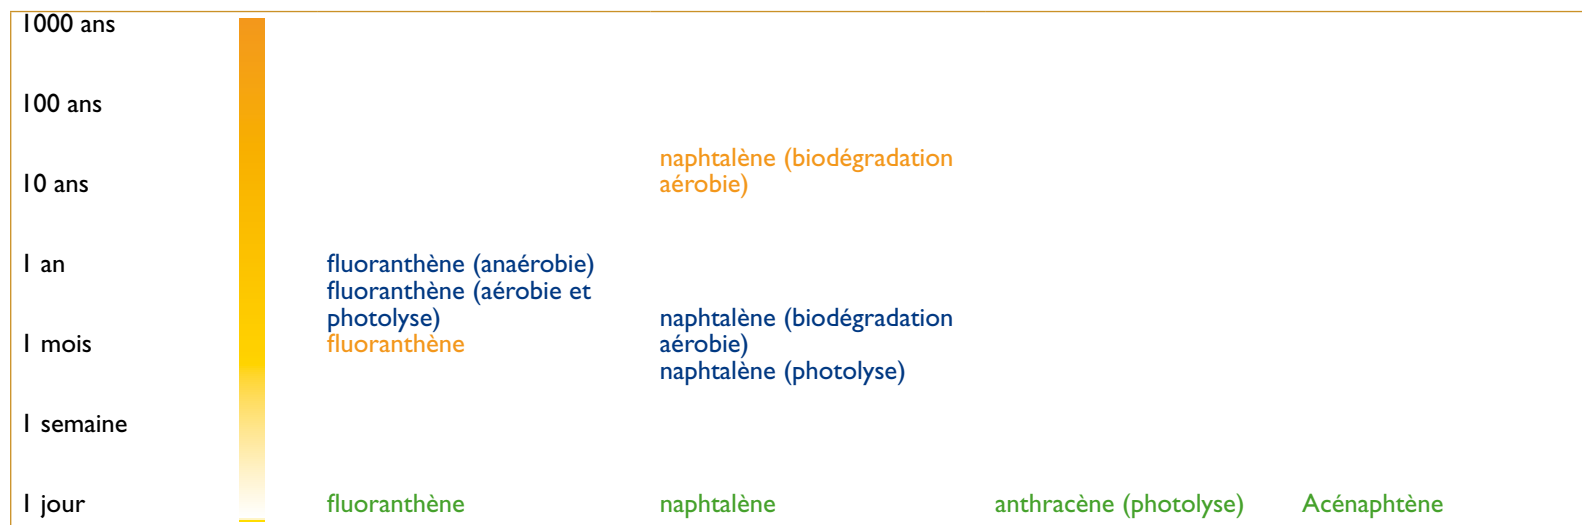 1000 ans
100 ans
naphtalène (biodégradation
aérobie)
10 ans
1 an
fluoranthène (anaérobie)
fluoranthène (aérobie et
photolyse)
naphtalène (biodégradation
aérobie)
1 mois
fluoranthène
naphtalène (photolyse)
1 semaine
1 jour
fluoranthène
naphtalène
anthracène (photolyse)
Acénaphtène